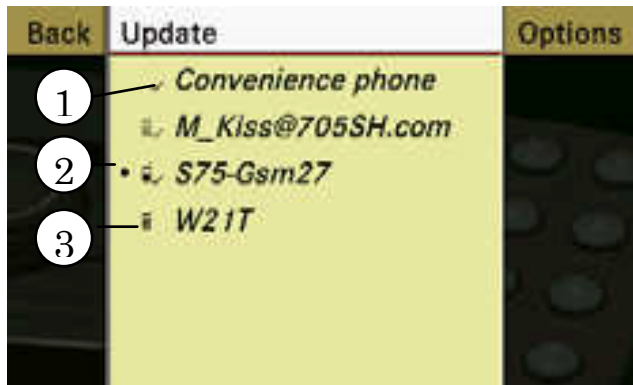 Back Update Options
1 Convenience phone
M_Kiss@705SH.com
2 S75-Gsm27
3 W21T